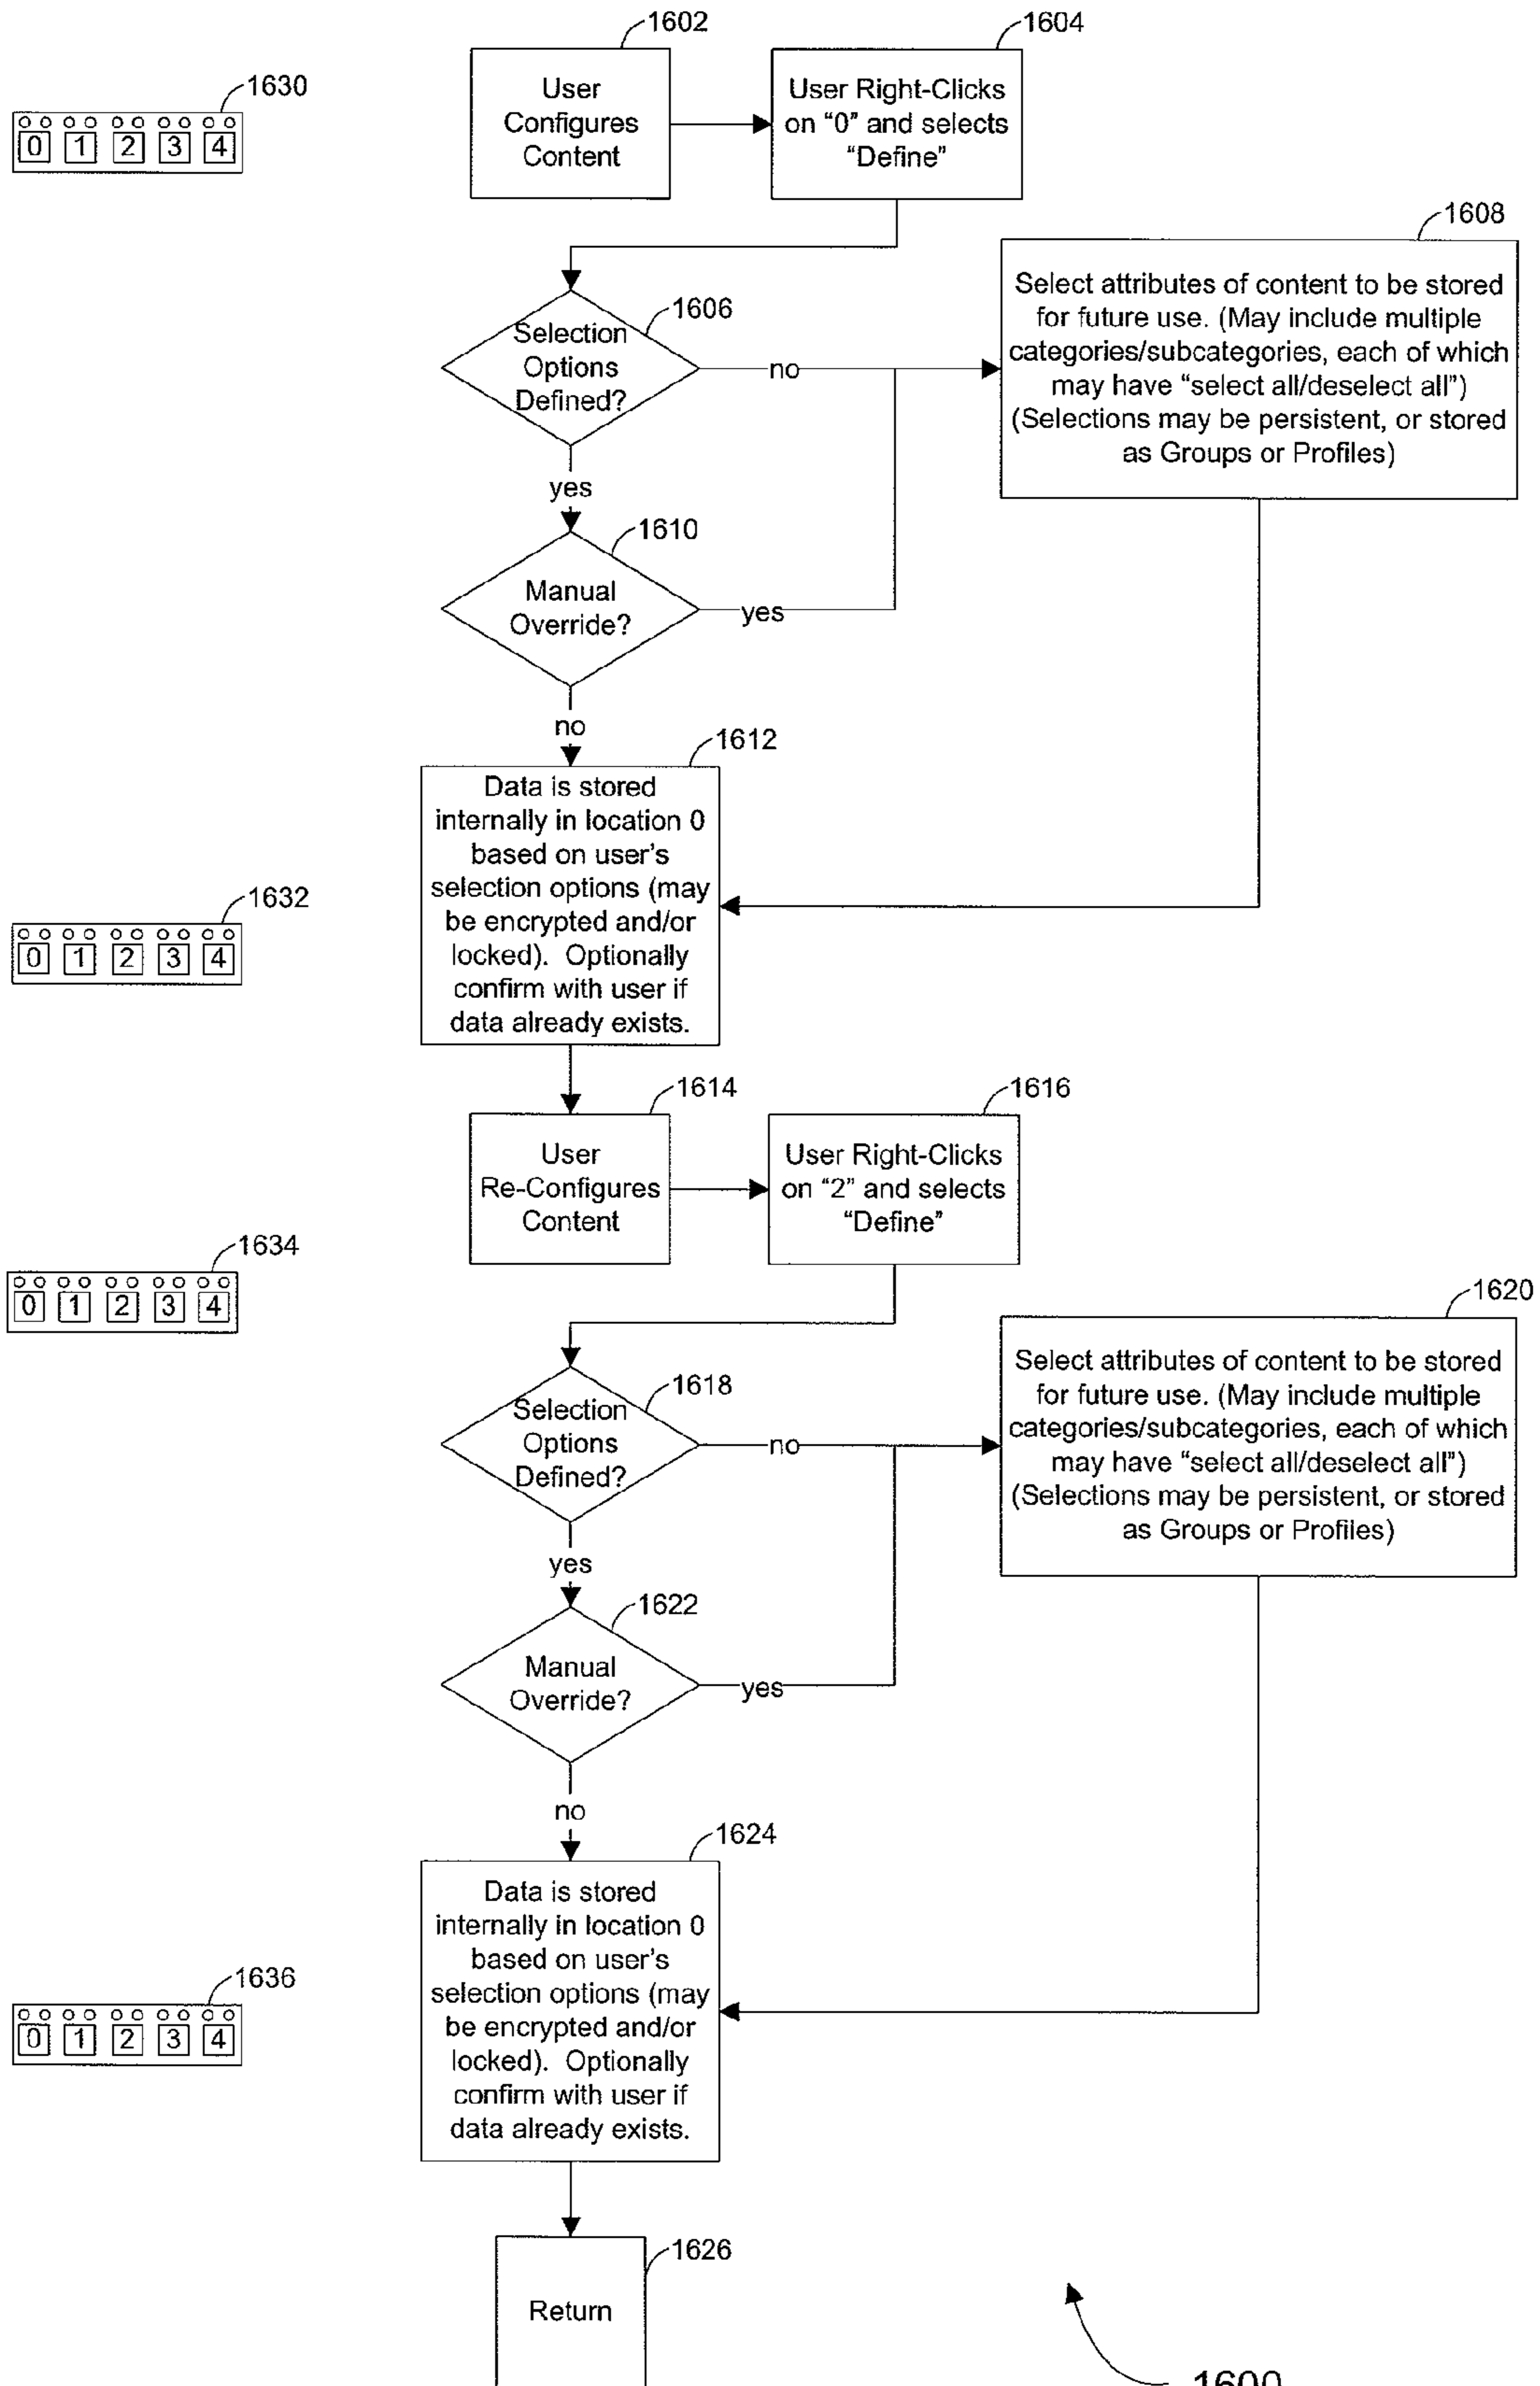 1602
1604
1630
0 1 2 3 4
User
Configures
Content
User Right-Clicks
on "0" and selects
"Define"
1608
Select attributes of content to be stored
for future use. (May include multiple
categories/subcategories, each of which
may have "select all/deselect all")
(Selections may be persistent, or stored
as Groups or Profiles)
1606
Selection
Options
Defined?
no
yes
1610
Manual
Override?
yes
no
1612
Data is stored
internally in location 0
based on user's
selection options (may
be encrypted and/or
locked). Optionally
confirm with user if
data already exists.
1632
0 1 2 3 4
1614
1616
User
Re-Configures
Content
User Right-Clicks
on "2" and selects
"Define"
1634
0 1 2 3 4
1620
Select attributes of content to be stored
for future use. (May include multiple
categories/subcategories, each of which
may have "select all/deselect all")
(Selections may be persistent, or stored
as Groups or Profiles)
1618
Selection
Options
Defined?
no
yes
1622
Manual
Override?
yes
no
1624
Data is stored
internally in location 0
based on user's
selection options (may
be encrypted and/or
locked). Optionally
confirm with user if
data already exists.
1636
0 1 2 3 4
1626
Return
1600